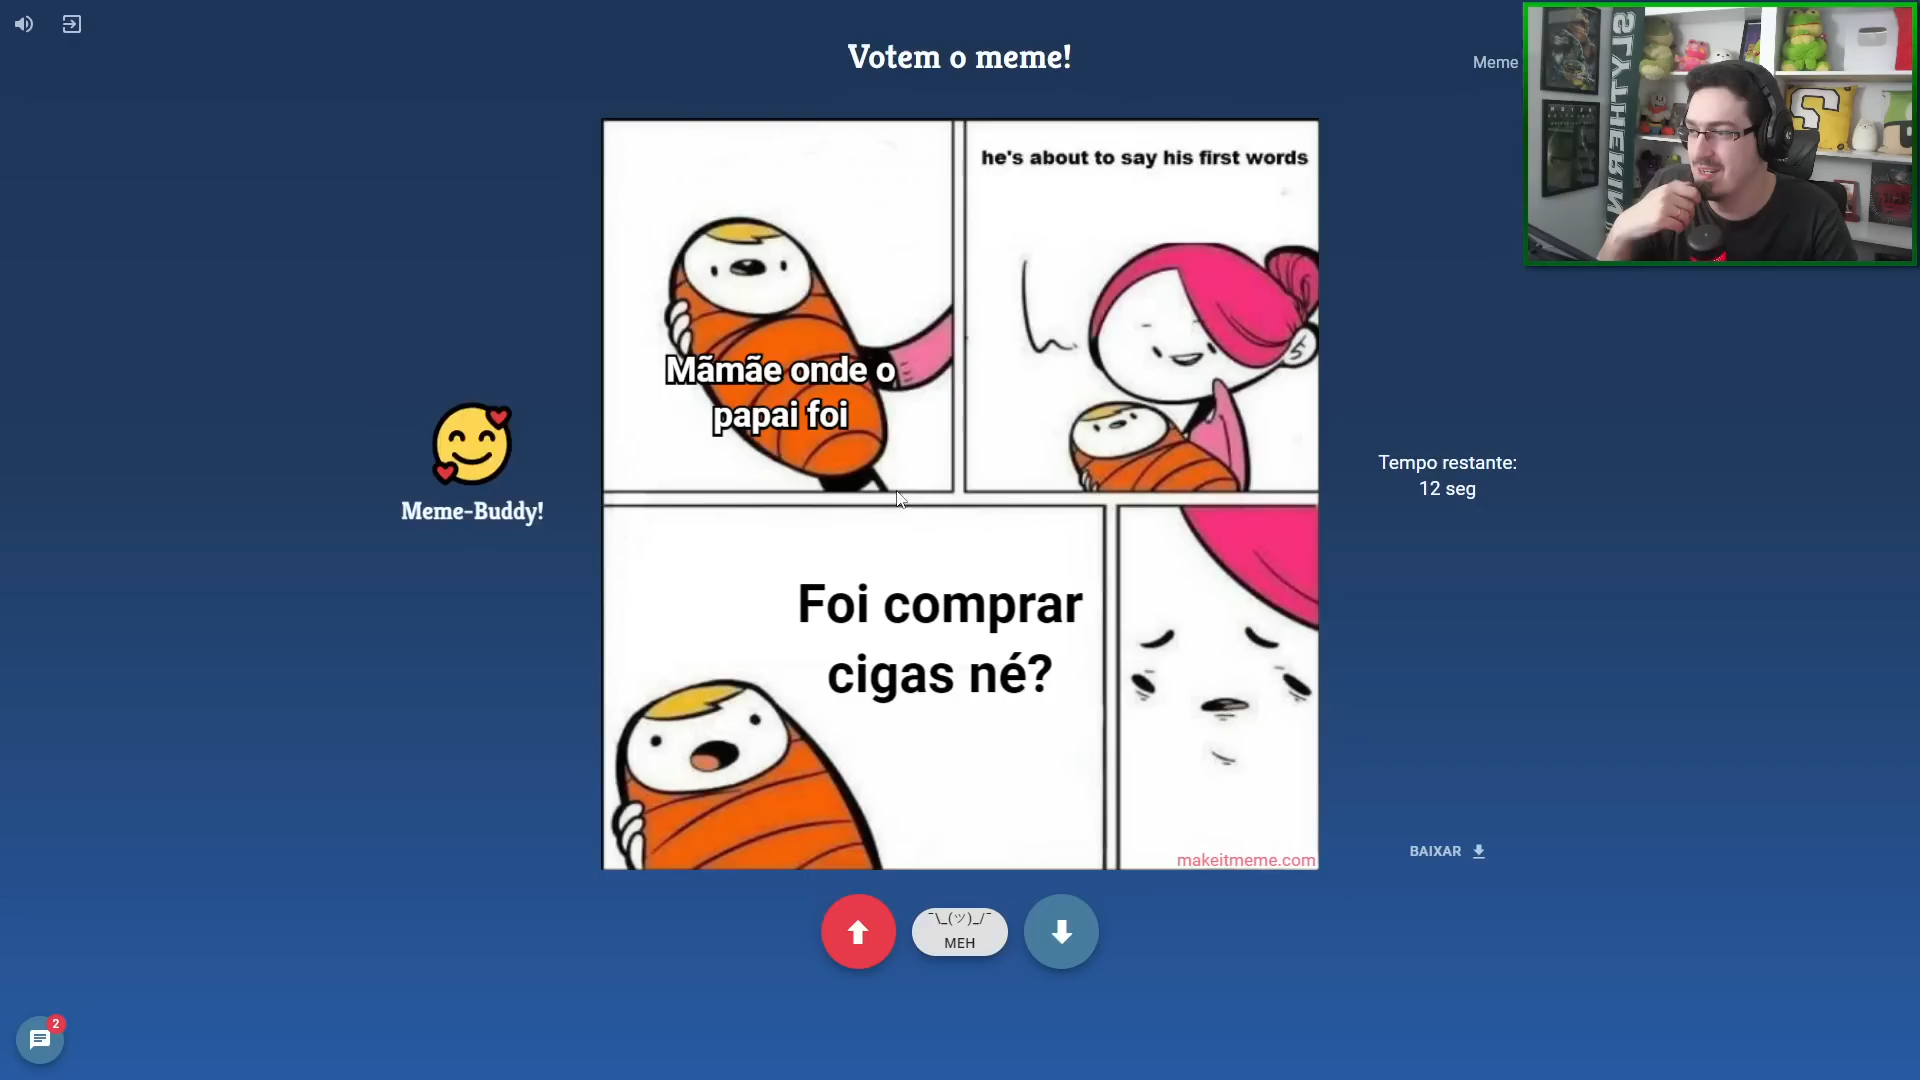 Votem o meme!
Meme
SLYTHERIN
he's about to say his first words
Mãmãe onde o
papai foi
Meme-Buddy!
Tempo restante:
12 seg
Foi comprar
cigas né?
makeitmeme.com
BAIXAR
¯\_(ツ)_/¯
MEH
2